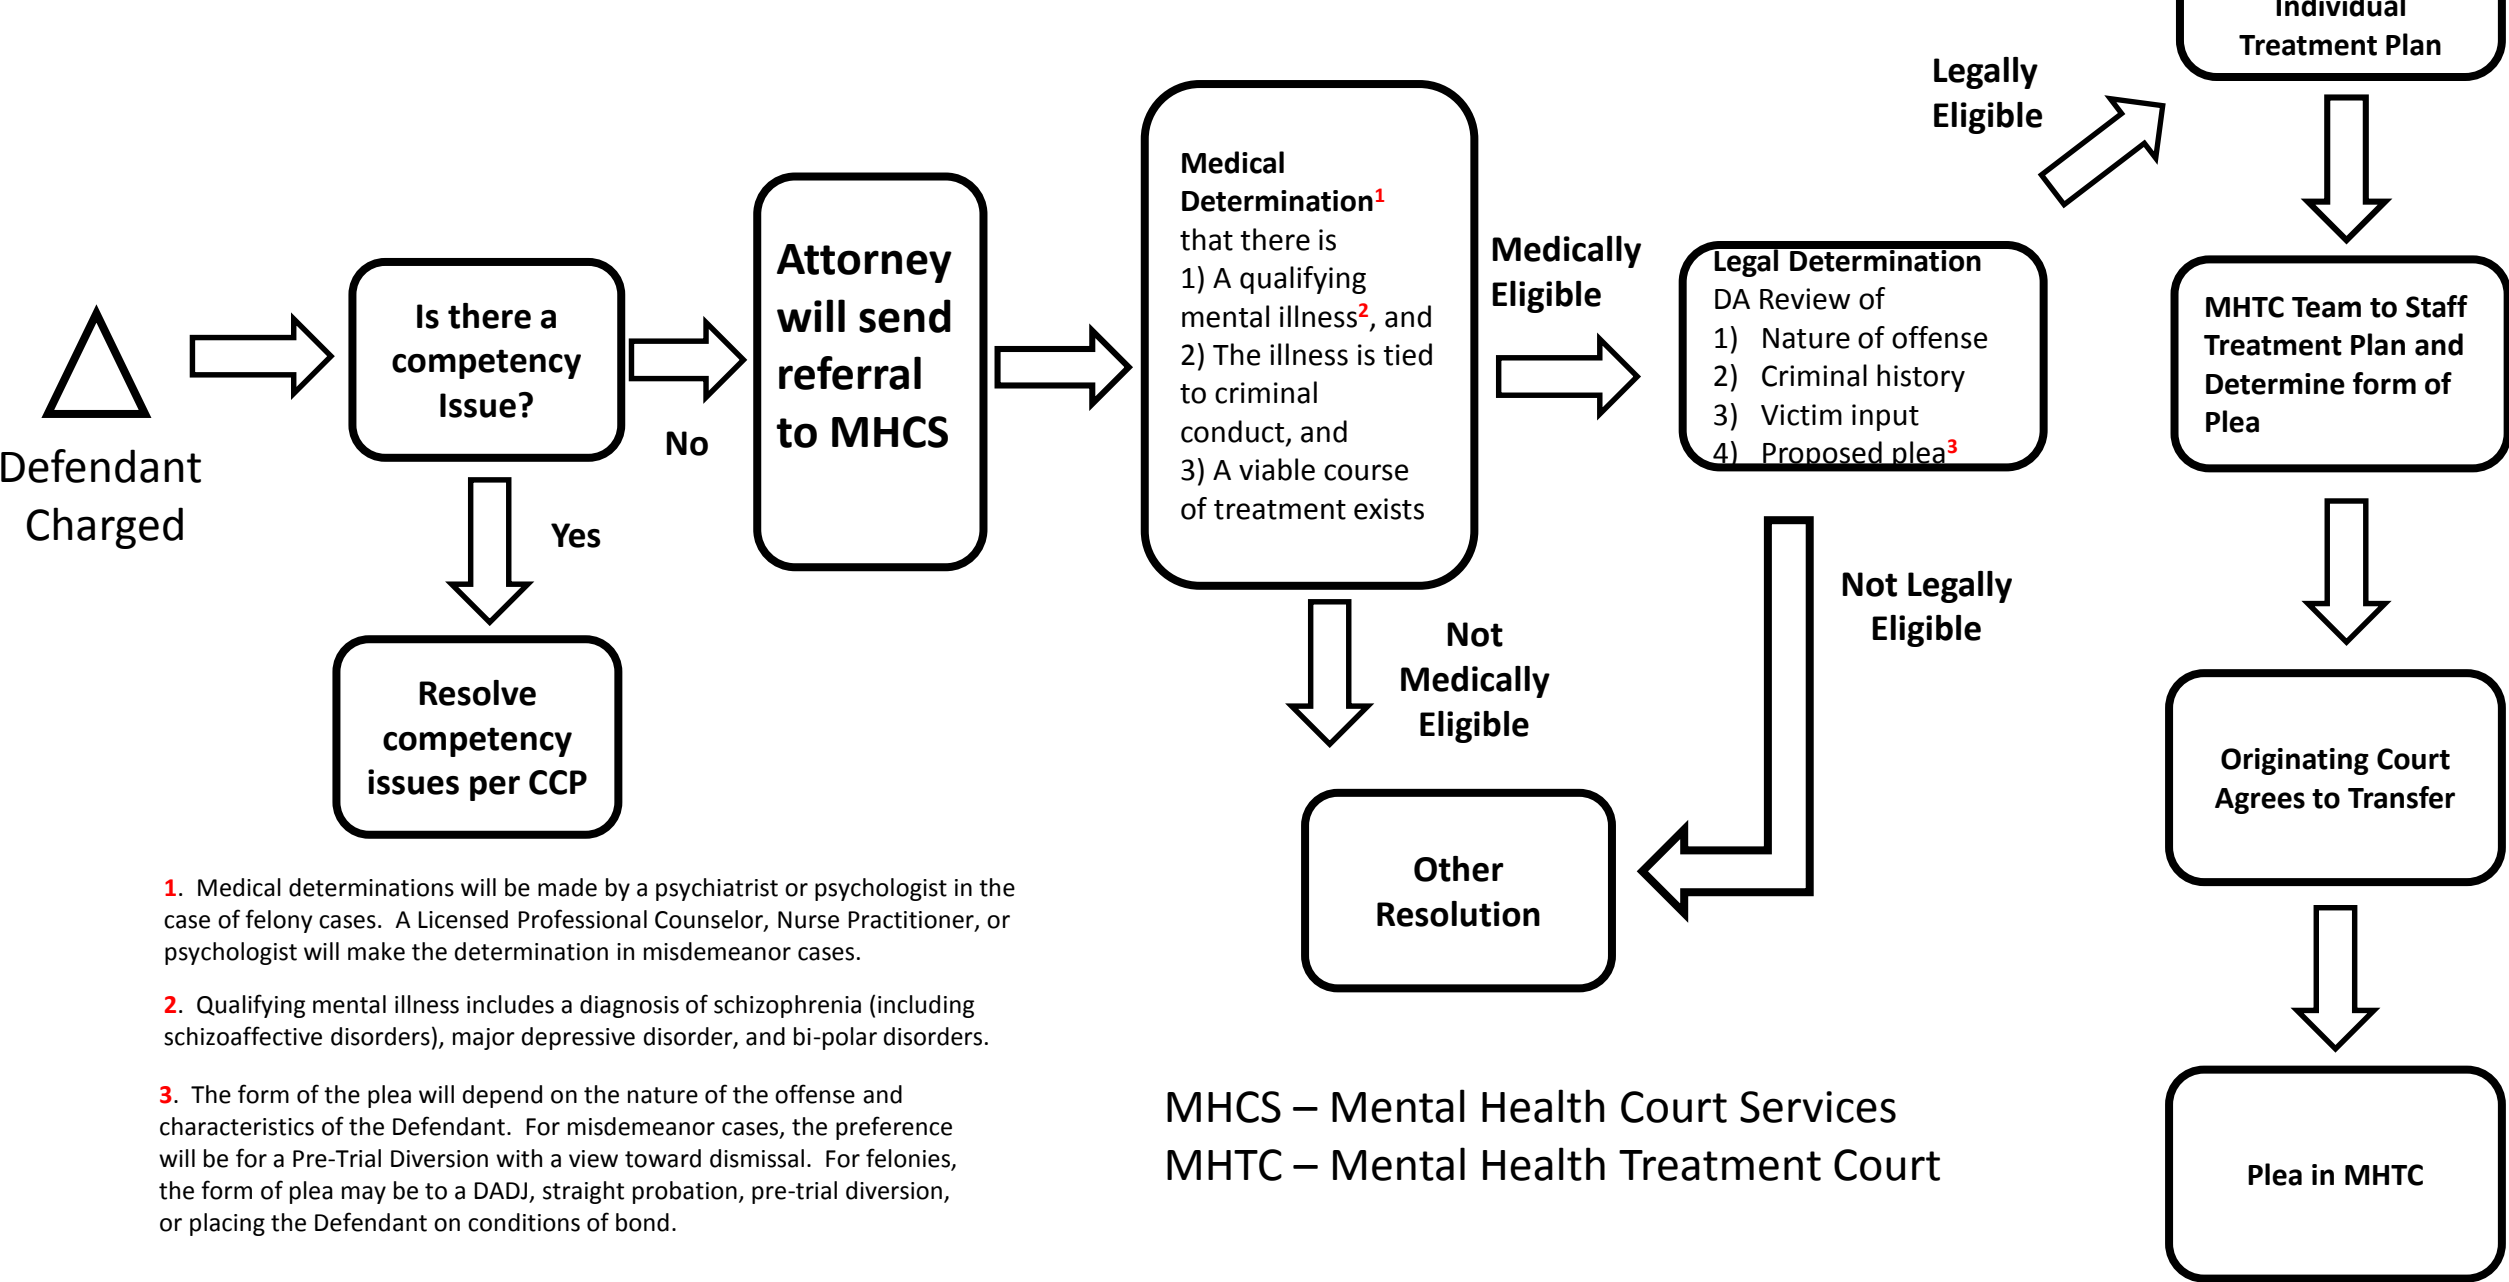 Defendant
Charged
Is there a
competency
Issue?
No
Yes
Resolve
competency
issues per CCP
Attorney
will send
referral
to MHCS
Medical
Determination1
that there is
1) A qualifying
mental illness2, and
2) The illness is tied
to criminal
conduct, and
3) A viable course
of treatment exists
Medically
Eligible
Not
Medically
Eligible
Legal Determination
DA Review of
1) Nature of offense
2) Criminal history
3) Victim input
4) Proposed plea3
Legally
Eligible
Not Legally
Eligible
Other
Resolution
Individual
Treatment Plan
MHTC Team to Staff
Treatment Plan and
Determine form of
Plea
Originating Court
Agrees to Transfer
Plea in MHTC
1. Medical determinations will be made by a psychiatrist or psychologist in the
case of felony cases. A Licensed Professional Counselor, Nurse Practitioner, or
psychologist will make the determination in misdemeanor cases.
2. Qualifying mental illness includes a diagnosis of schizophrenia (including
schizoaffective disorders), major depressive disorder, and bi-polar disorders.
3. The form of the plea will depend on the nature of the offense and
characteristics of the Defendant. For misdemeanor cases, the preference
will be for a Pre-Trial Diversion with a view toward dismissal. For felonies,
the form of plea may be to a DADJ, straight probation, pre-trial diversion,
or placing the Defendant on conditions of bond.
MHCS – Mental Health Court Services
MHTC – Mental Health Treatment Court